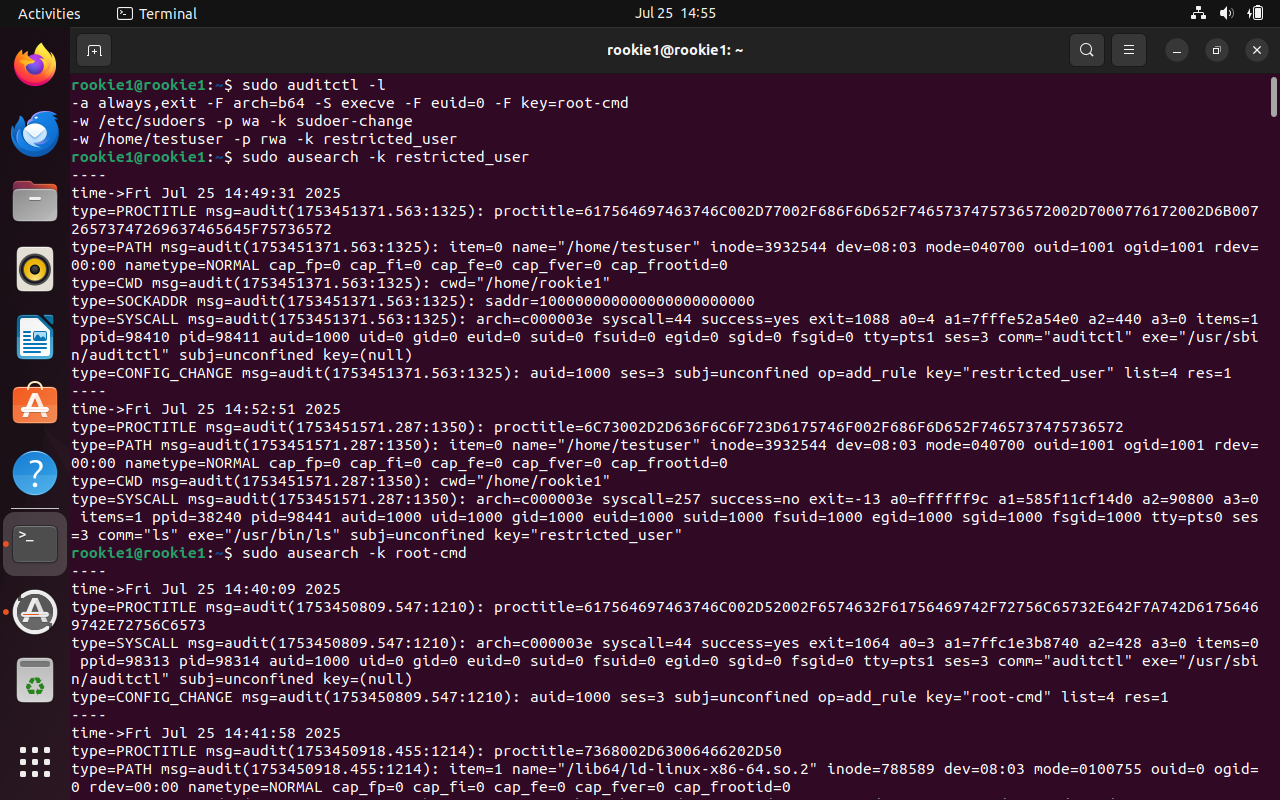 Activities
Terminal
Jul 25 14:55
rookie1@rookie1: ~
rookie1@rookie1:~$ sudo auditctl -l
-a always,exit -F arch=b64 -S execve -F euid=0 -F key=root-cmd
-w /etc/sudoers -p wa -k sudoer-change
-w /home/testuser -p rwa -k restricted_user
rookie1@rookie1:~$ sudo ausearch -k restricted_user
----
time->Fri Jul 25 14:49:31 2025
type=PROCTITLE msg=audit(1753451371.563:1325): proctitle=617564697463746C002D77002F686F6D652F7465737475736572002D7000776172002D6B007
265737472696374656​45F75736572
type=PATH msg=audit(1753451371.563:1325): item=0 name="/home/testuser" inode=3932544 dev=08:03 mode=040700 ouid=1001 ogid=1001 rdev=
00:00 nametype=NORMAL cap_fp=0 cap_fi=0 cap_fe=0 cap_fver=0 cap_frootid=0
type=CWD msg=audit(1753451371.563:1325): cwd="/home/rookie1"
type=SOCKADDR msg=audit(1753451371.563:1325): saddr=100000000000000000000000
type=SYSCALL msg=audit(1753451371.563:1325): arch=c000003e syscall=44 success=yes exit=1088 a0=4 a1=7fffe52a54e0 a2=440 a3=0 items=1
ppid=98410 pid=98411 auid=1000 uid=0 gid=0 euid=0 suid=0 fsuid=0 egid=0 sgid=0 fsgid=0 tty=pts1 ses=3 comm="auditctl" exe="/usr/sbi
n/auditctl" subj=unconfined key=(null)
type=CONFIG_CHANGE msg=audit(1753451371.563:1325): auid=1000 ses=3 subj=unconfined op=add_rule key="restricted_user" list=4 res=1
----
time->Fri Jul 25 14:52:51 2025
type=PROCTITLE msg=audit(1753451571.287:1350): proctitle=6C73002D2D636F6C6F723D6175746F002F686F6D652F7465737475736572
type=PATH msg=audit(1753451571.287:1350): item=0 name="/home/testuser" inode=3932544 dev=08:03 mode=040700 ouid=1001 ogid=1001 rdev=
00:00 nametype=NORMAL cap_fp=0 cap_fi=0 cap_fe=0 cap_fver=0 cap_frootid=0
type=CWD msg=audit(1753451571.287:1350): cwd="/home/rookie1"
type=SYSCALL msg=audit(1753451571.287:1350): arch=c000003e syscall=257 success=no exit=-13 a0=ffffff9c a1=585f11cf14d0 a2=90800 a3=0
items=1 ppid=38240 pid=98441 auid=1000 uid=1000 gid=1000 euid=1000 suid=1000 fsuid=1000 egid=1000 sgid=1000 fsgid=1000 tty=pts0 ses
=3 comm="ls" exe="/usr/bin/ls" subj=unconfined key="restricted_user"
rookie1@rookie1:~$ sudo ausearch -k root-cmd
----
time->Fri Jul 25 14:40:09 2025
type=PROCTITLE msg=audit(1753450809.547:1210): proctitle=617564697463746C002D52002F6574632F61756469742F72756C65732E642F7A742D6175646
9742E72756C6573
type=SYSCALL msg=audit(1753450809.547:1210): arch=c000003e syscall=44 success=yes exit=1064 a0=3 a1=7ffc1e3b8740 a2=428 a3=0 items=0
ppid=98313 pid=98314 auid=1000 uid=0 gid=0 euid=0 suid=0 fsuid=0 egid=0 sgid=0 fsgid=0 tty=pts1 ses=3 comm="auditctl" exe="/usr/sbi
n/auditctl" subj=unconfined key=(null)
type=CONFIG_CHANGE msg=audit(1753450809.547:1210): auid=1000 ses=3 subj=unconfined op=add_rule key="root-cmd" list=4 res=1
----
time->Fri Jul 25 14:41:58 2025
type=PROCTITLE msg=audit(1753450918.455:1214): proctitle=7368002D63006466202D50
type=PATH msg=audit(1753450918.455:1214): item=1 name="/lib64/ld-linux-x86-64.so.2" inode=788589 dev=08:03 mode=0100755 ouid=0 ogid=
0 rdev=00:00 nametype=NORMAL cap_fp=0 cap_fi=0 cap_fe=0 cap_fver=0 cap_frootid=0